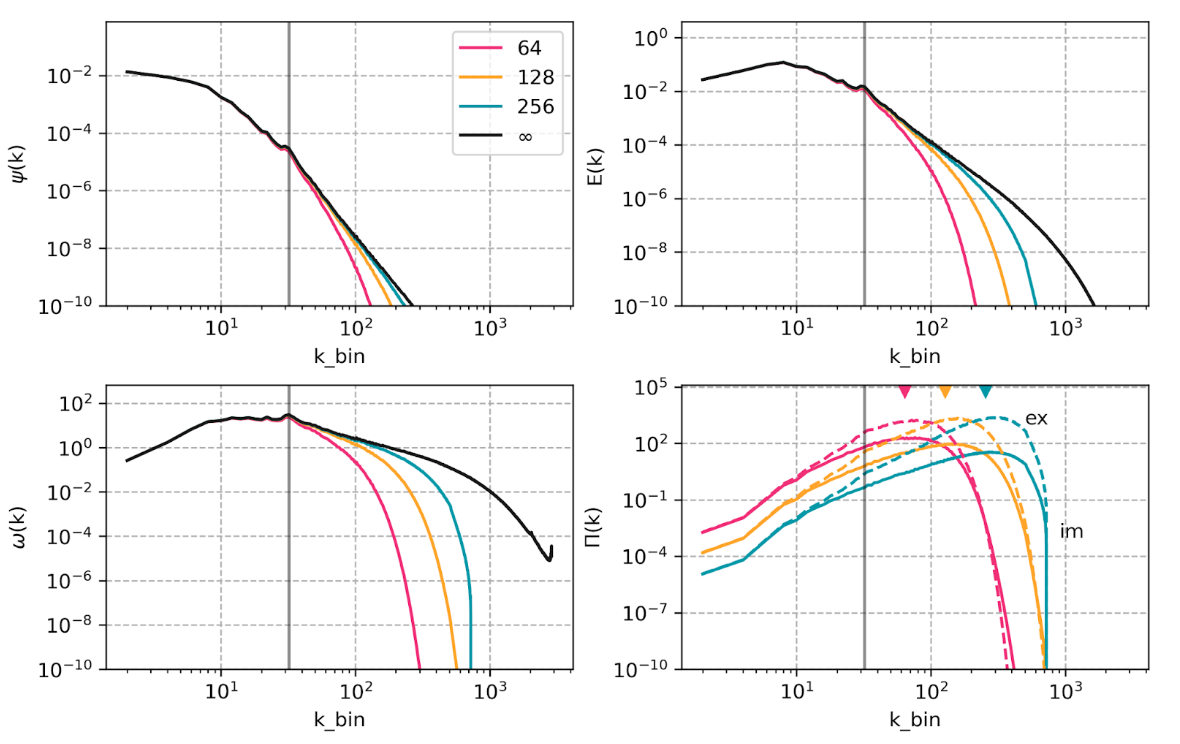 ψ(k)
10⁻²
10⁻⁴
10⁻⁶
10⁻⁸
10⁻¹⁰
10¹ 10² 10³
k_bin
64
128
256
∞
E(k)
10⁰
10⁻²
10⁻⁴
10⁻⁶
10⁻⁸
10⁻¹⁰
10¹ 10² 10³
k_bin
ω(k)
10²
10⁰
10⁻²
10⁻⁴
10⁻⁶
10⁻⁸
10⁻¹⁰
10¹ 10² 10³
k_bin
Π(k)
10⁵
10²
10⁻¹
10⁻⁴
10⁻⁷
10⁻¹⁰
ex
im
10¹ 10² 10³
k_bin